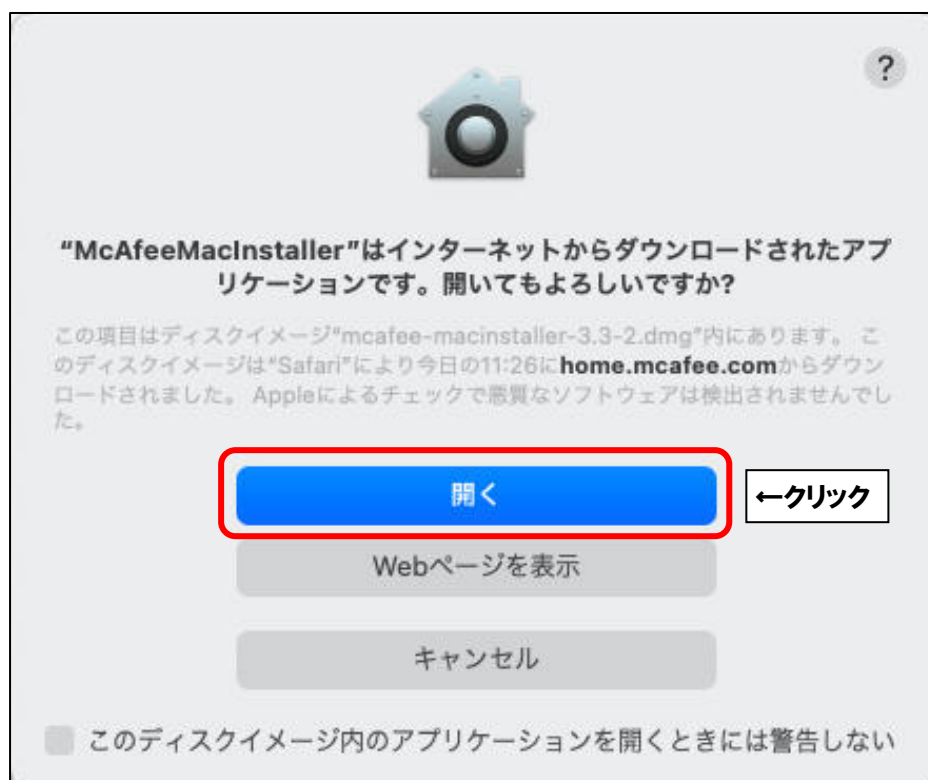 ?
“McAfeeMacInstaller”はインターネットからダウンロードされたアプ
リケーションです。開いてもよろしいですか?
この項目はディスクイメージ“mcafee-macinstaller-3.3-2.dmg”内にあります。 こ
のディスクイメージは“Safari”により今日の11:26にhome.mcafee.comからダウン
ロードされました。 Appleによるチェックで悪質なソフトウェアは検出されませんでし
た。
開く
←クリック
Webページを表示
キャンセル
このディスクイメージ内のアプリケーションを開くときには警告しない